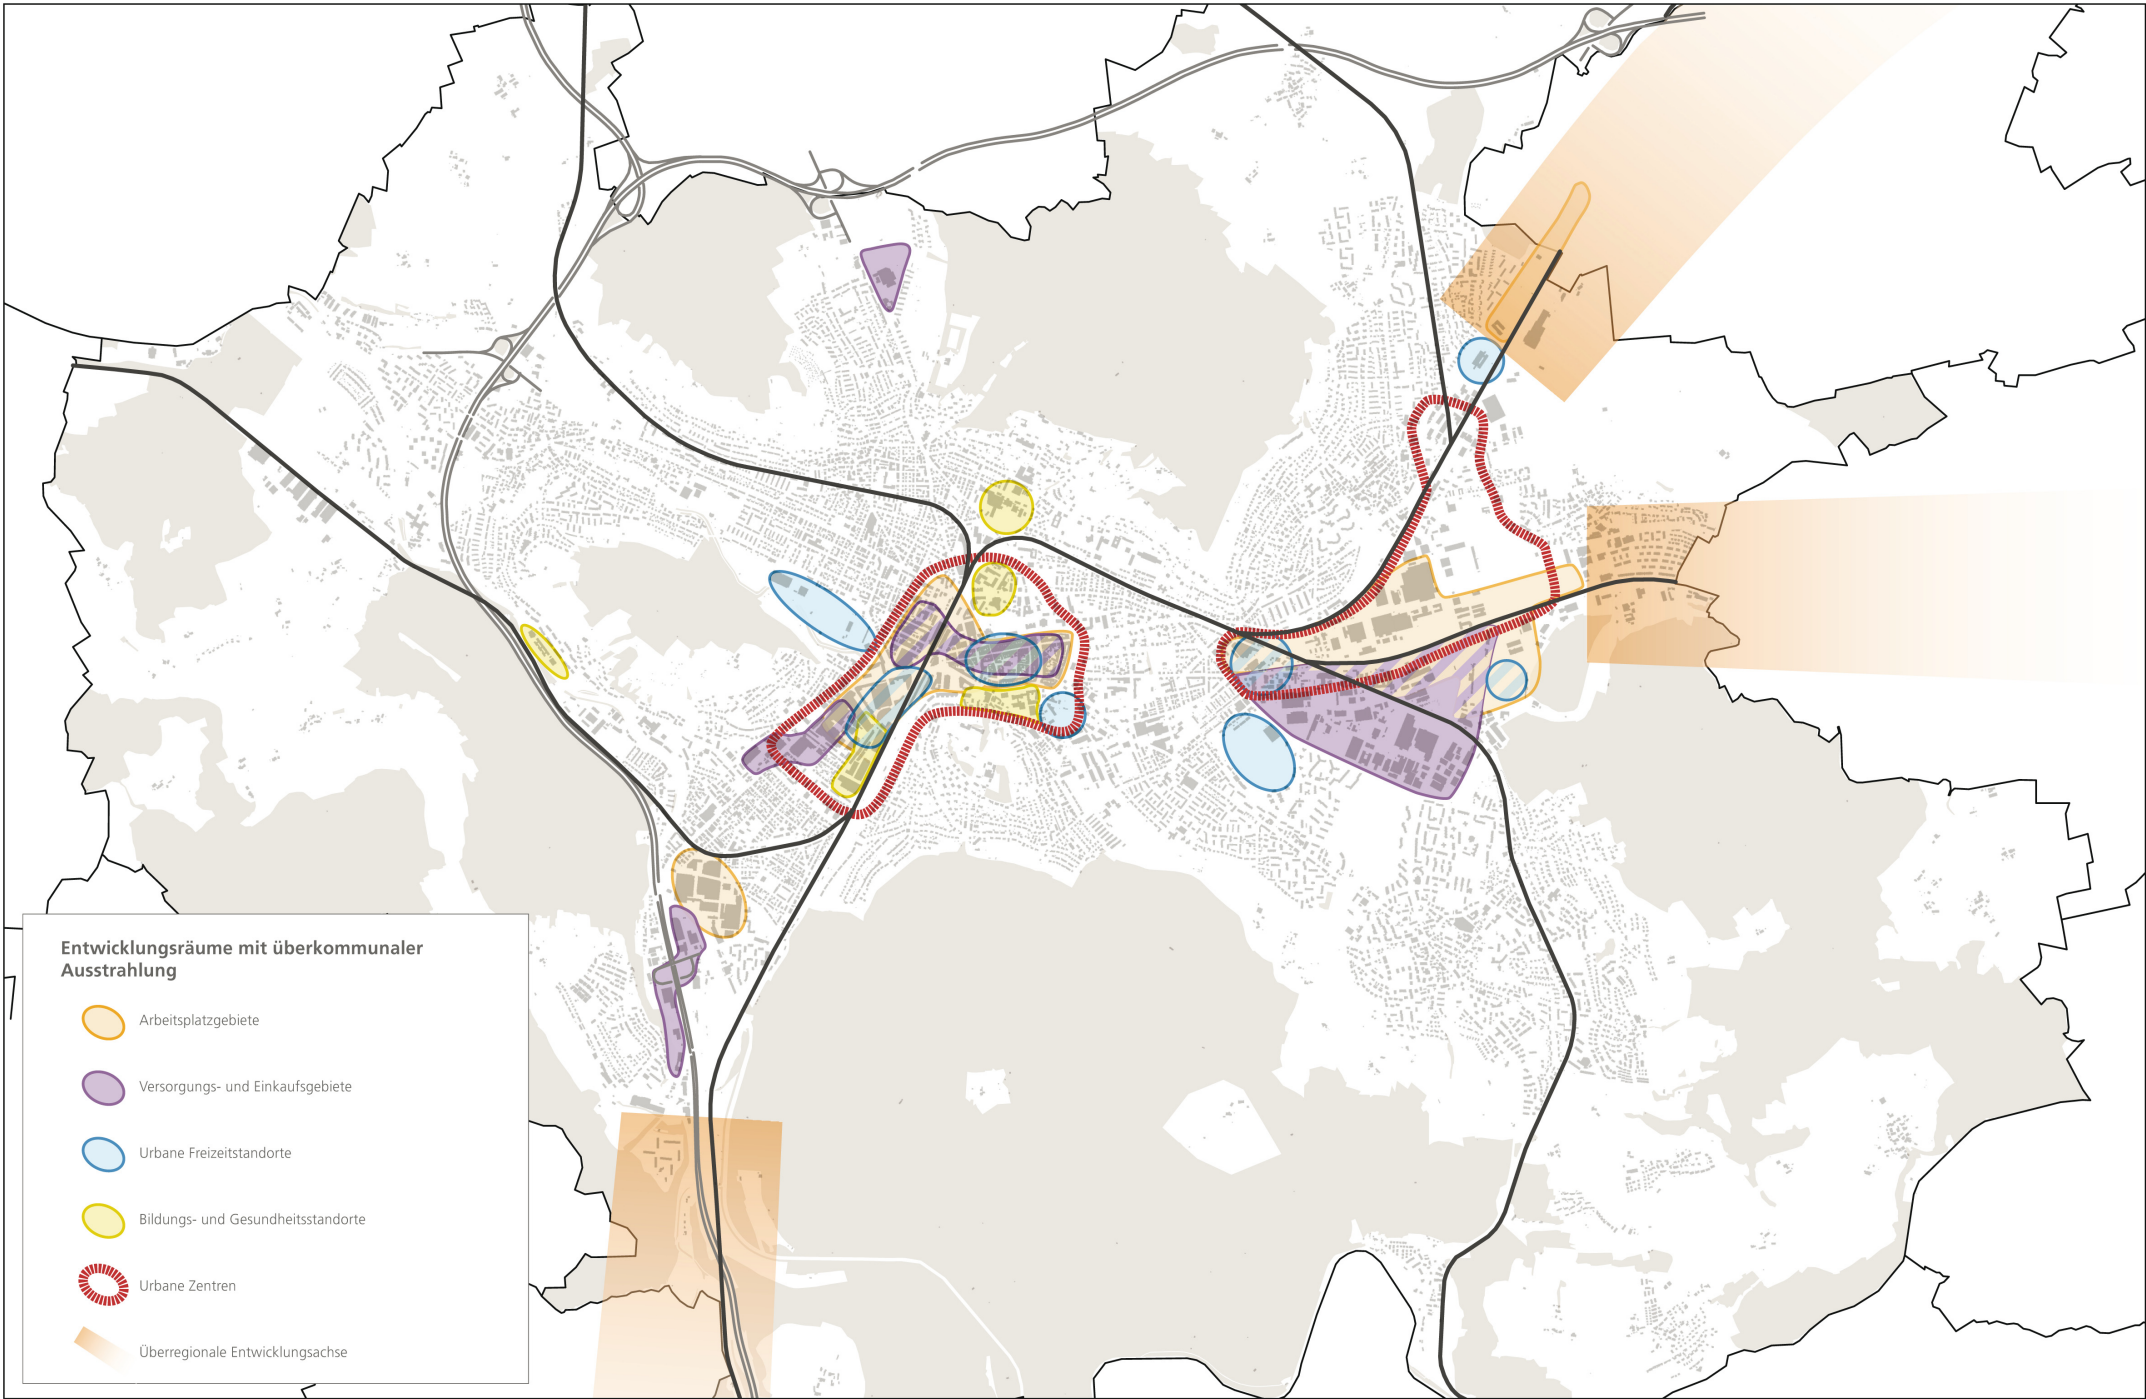 Entwicklungsräume mit überkommunaler
Ausstrahlung
Arbeitsplatzgebiete
Versorgungs- und Einkaufsgebiete
Urbane Freizeitstandorte
Bildungs- und Gesundheitsstandorte
Urbane Zentren
Überregionale Entwicklungsachse